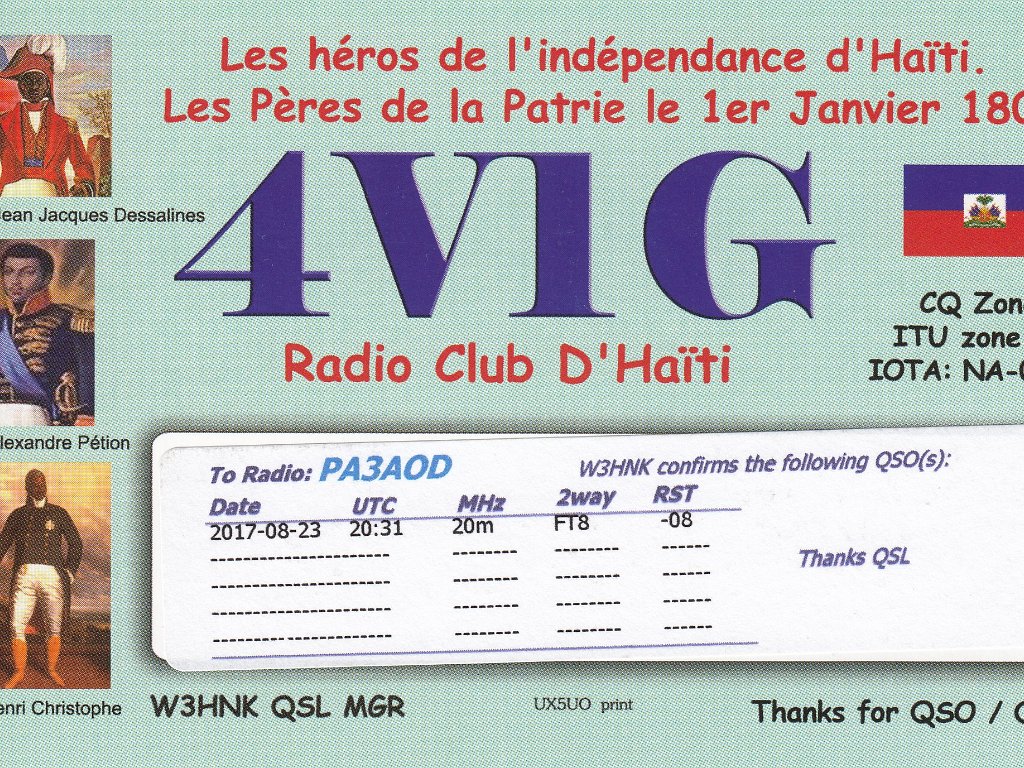 Les héros de l'indépendance d'Haïti.
Les Pères de la Patrie le 1er Janvier 180
4V1G
Jean Jacques Dessalines
CQ Zon
ITU zone
IOTA: NA-0
Radio Club D'Haïti
lexandre Pétion
To Radio: PA3AOD
W3HNK confirms the following QSO(s):
Date UTC MHz 2way RST
2017-08-23 20:31 20m FT8 -08
Thanks QSL
enri Christophe
W3HNK QSL MGR
UX5UO print
Thanks for QSO /